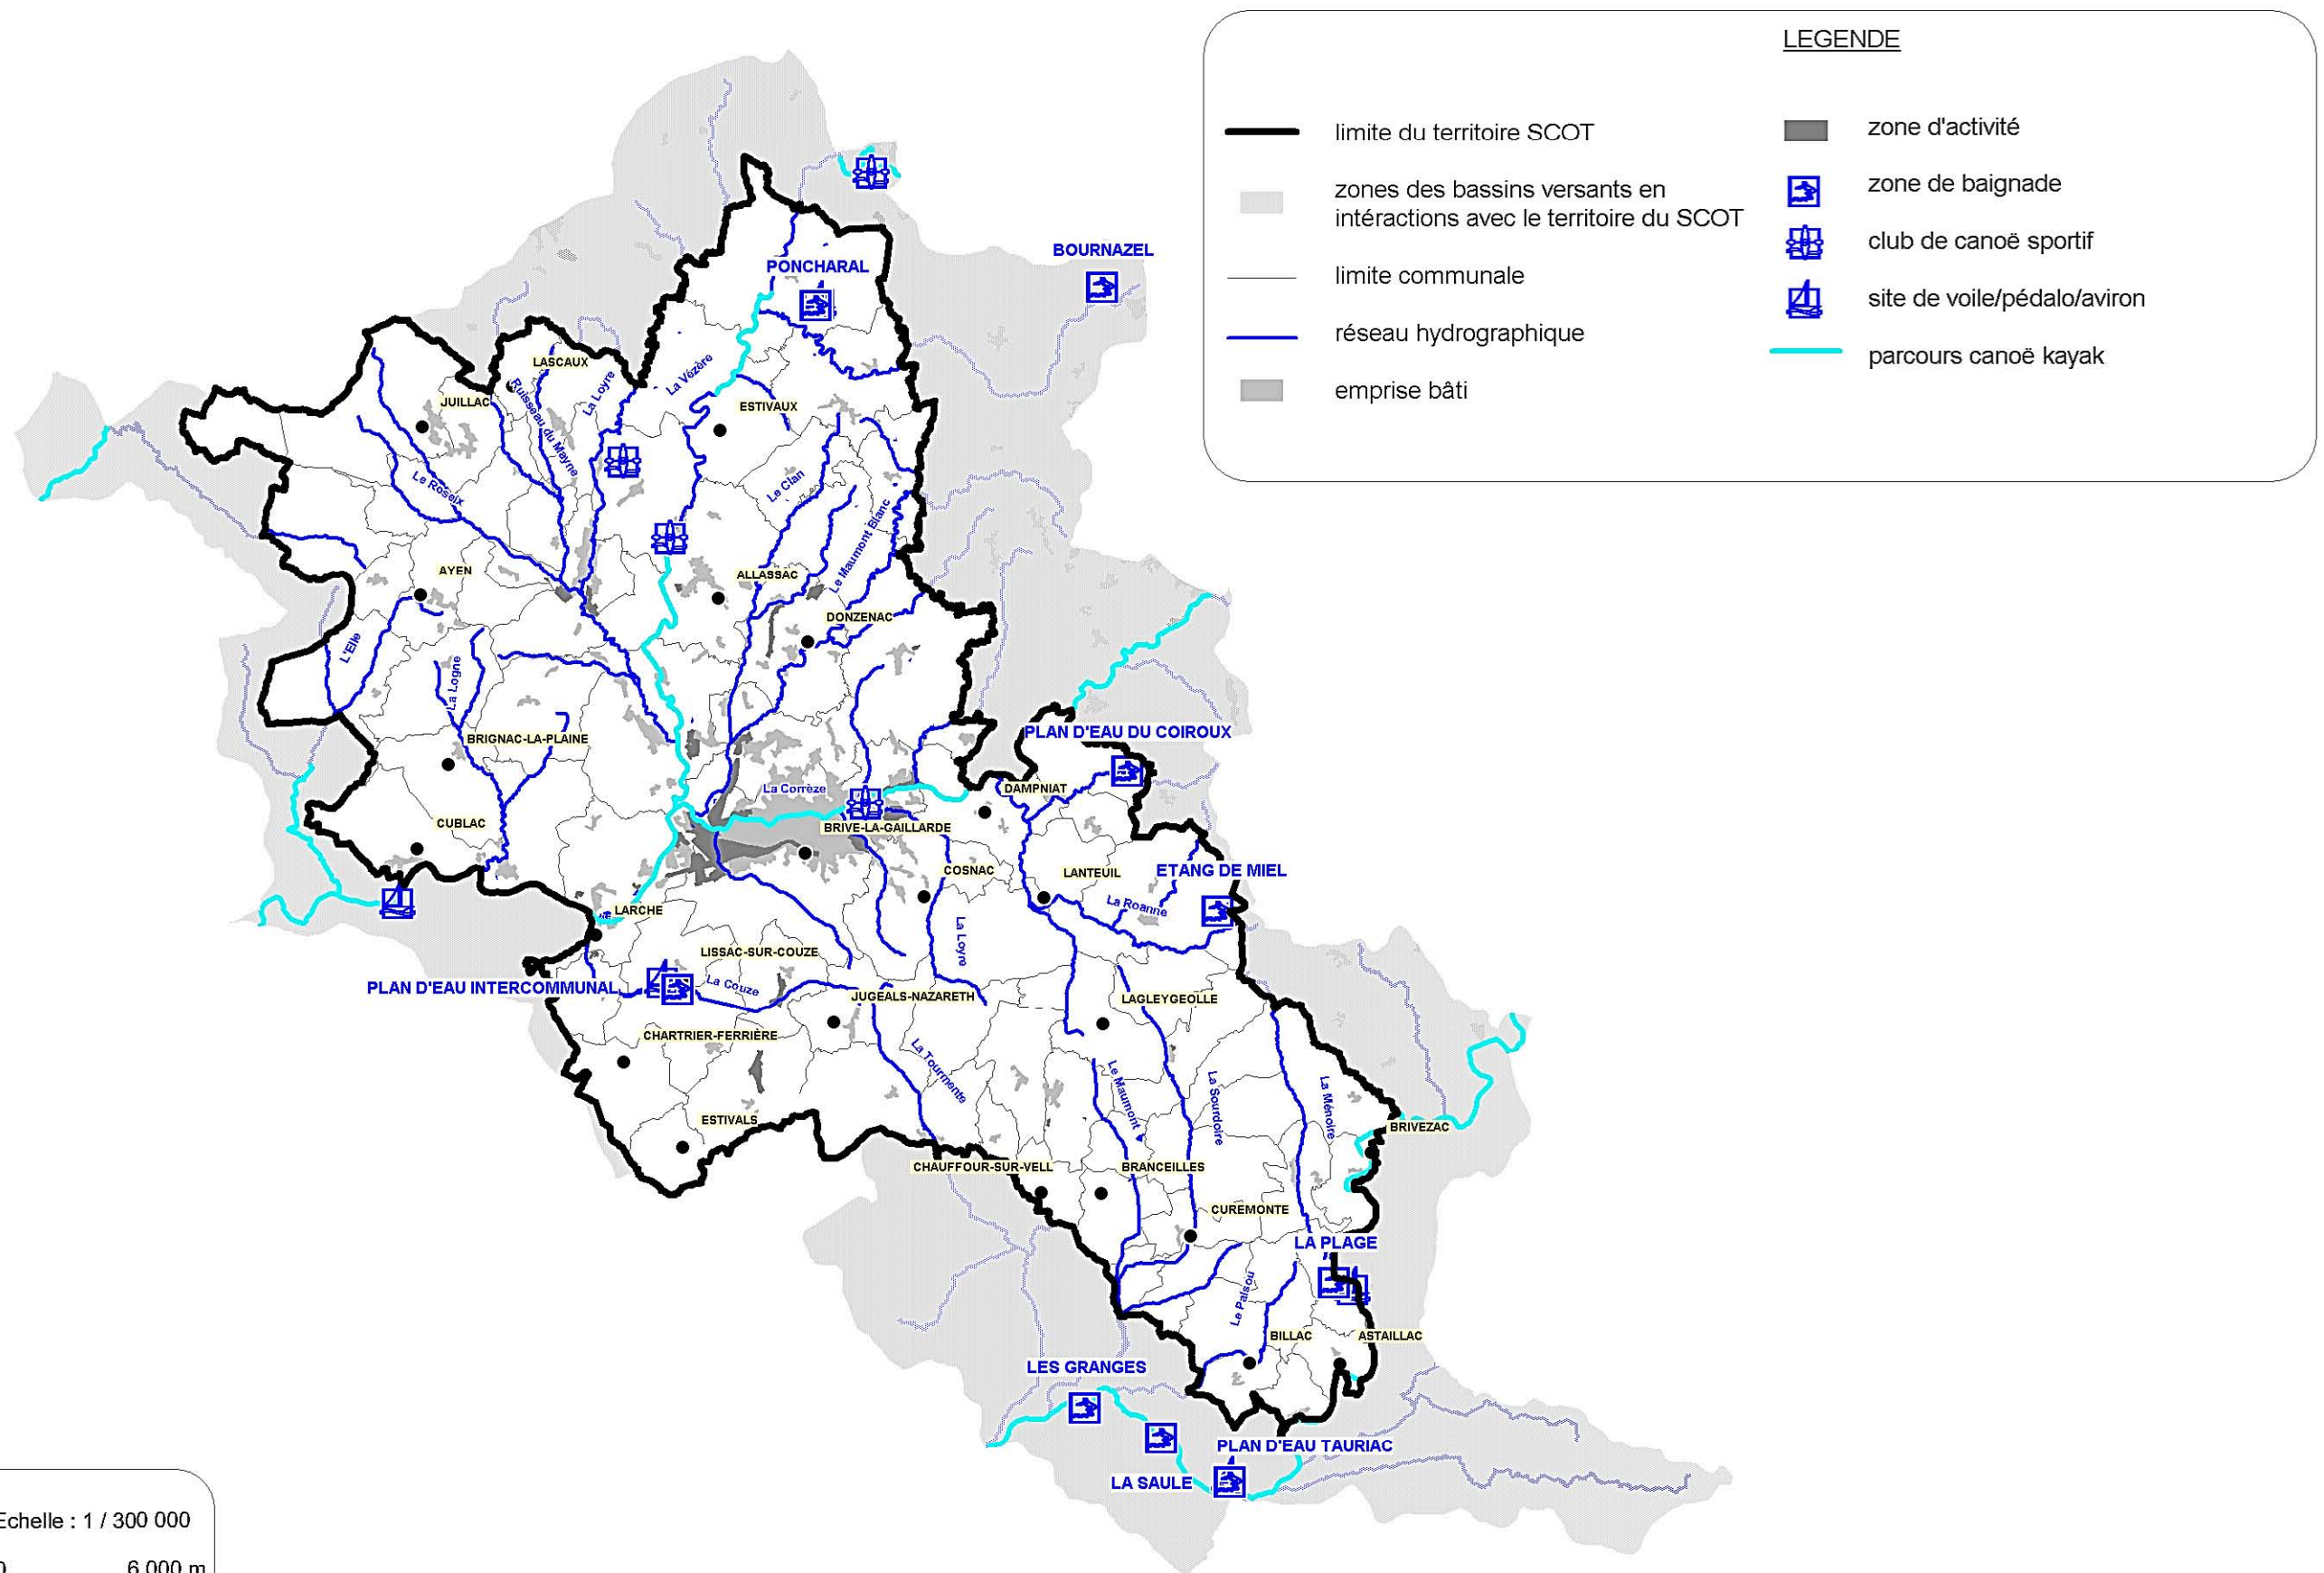 LEGENDE
limite du territoire SCOT
zones des bassins versants en
intéractions avec le territoire du SCOT
limite communale
réseau hydrographique
emprise bâti
zone d'activité
zone de baignade
club de canoë sportif
site de voile/pédalo/aviron
parcours canoë kayak
BOURNAZEL
PONCHARAL
LASCAUX
JUILLAC
Ruisseau du Mayne
La Loyre
La Vézère
ESTIVAUX
Le Roseix
Le Clan
Le Maumont Blanc
AYEN
ALLASSAC
DONZENAC
L'Elle
La Logne
BRIGNAC-LA-PLAINE
PLAN D'EAU DU COIROUX
La Corrèze
DAMPNIAT
CUBLAC
BRIVE-LA-GAILLARDE
COSNAC
LANTEUIL
ETANG DE MIEL
La Roanne
LARCHE
La Loyre
LISSAC-SUR-COUZE
PLAN D'EAU INTERCOMMUNAL
La Couze
JUGEALS-NAZARETH
LAGLEYGEOLLE
CHARTRIER-FERRIÈRE
La Tourmente
Le Maumont
La Sourdoire
La Ménoire
ESTIVALS
BRIVEZAC
CHAUFFOUR-SUR-VELL
BRANCEILLES
CUREMONTE
LA PLAGE
Le Palsou
BILLAC
ASTAILLAC
LES GRANGES
PLAN D'EAU TAURIAC
LA SAULE
Echelle : 1 / 300 000
0 6 000 m